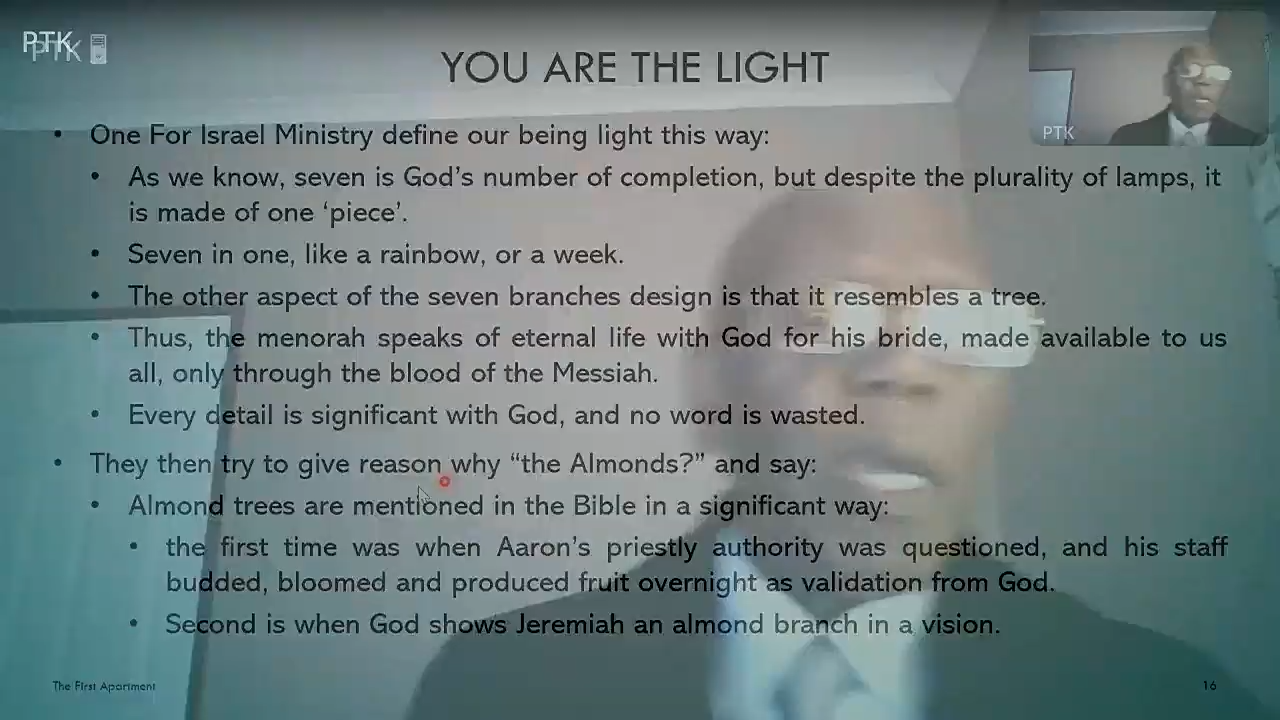 PTK
PTK
YOU ARE THE LIGHT
PTK
• One For Israel Ministry define our being light this way:
• As we know, seven is God’s number of completion, but despite the plurality of lamps, it
is made of one ‘piece’.
• Seven in one, like a rainbow, or a week.
• The other aspect of the seven branches design is that it resembles a tree.
• Thus, the menorah speaks of eternal life with God for his bride, made available to us
all, only through the blood of the Messiah.
• Every detail is significant with God, and no word is wasted.
• They then try to give reason why “the Almonds?” and say:
• Almond trees are mentioned in the Bible in a significant way:
• the first time was when Aaron’s priestly authority was questioned, and his staff
budded, bloomed and produced fruit overnight as validation from God.
• Second is when God shows Jeremiah an almond branch in a vision.
The First Apartment
16